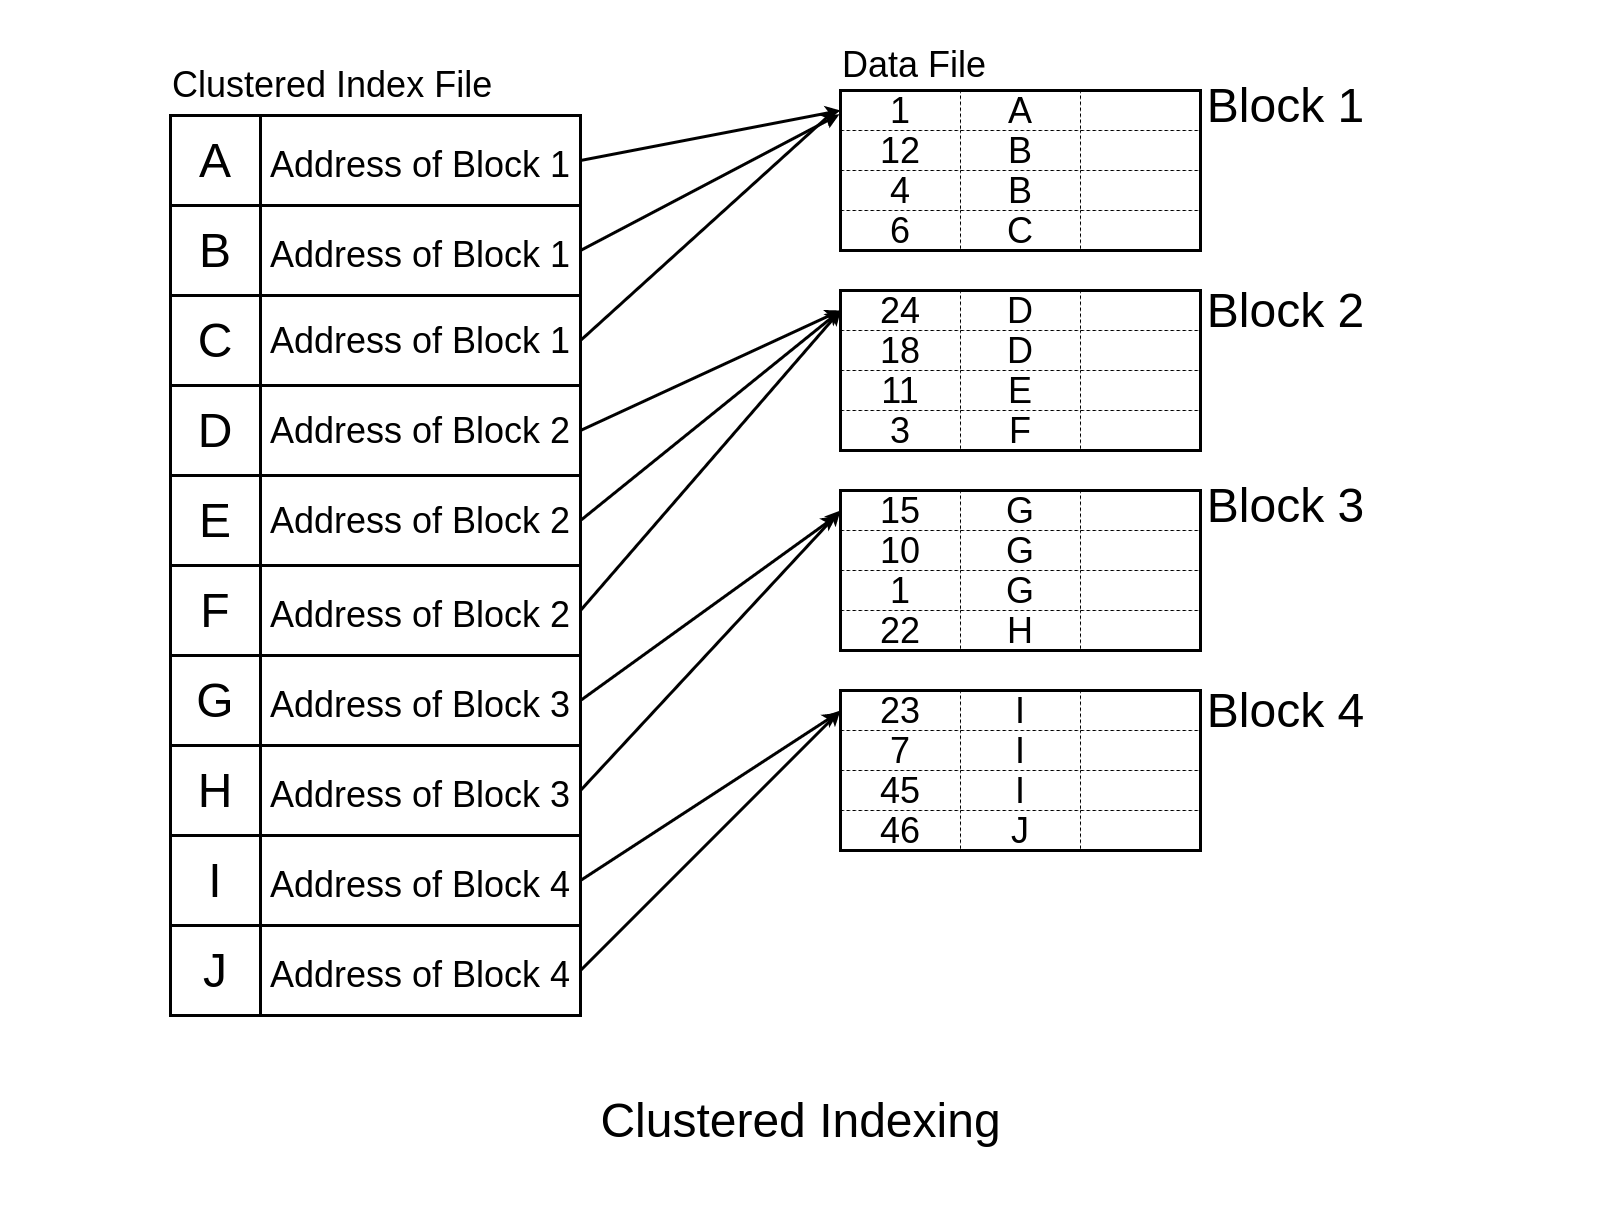 Clustered Index File
A Address of Block 1
B Address of Block 1
C Address of Block 1
D Address of Block 2
E Address of Block 2
F Address of Block 2
G Address of Block 3
H Address of Block 3
I Address of Block 4
J Address of Block 4
Data File
Block 1
1 A
12 B
4 B
6 C
Block 2
24 D
18 D
11 E
3 F
Block 3
15 G
10 G
1 G
22 H
Block 4
23 I
7 I
45 I
46 J
Clustered Indexing